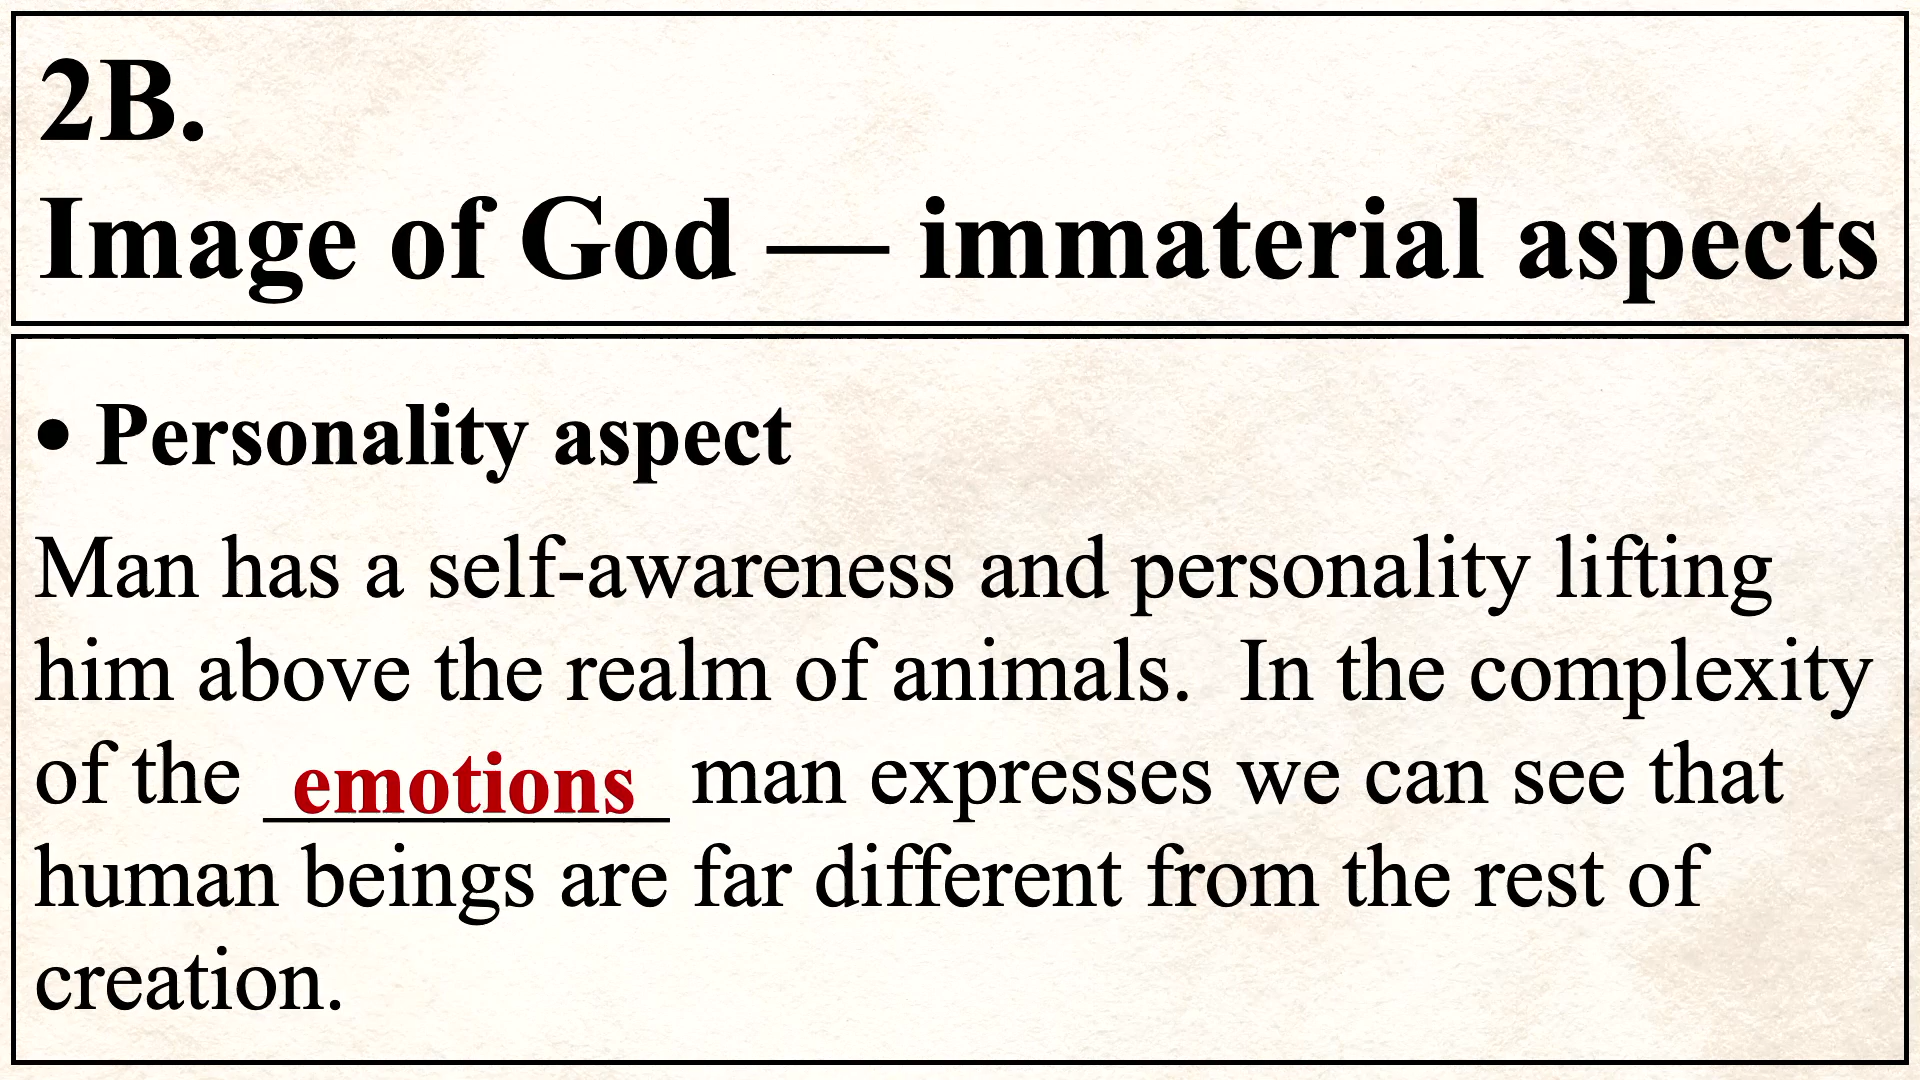 2B.
Image of God — immaterial aspects
• Personality aspect
Man has a self-awareness and personality lifting
him above the realm of animals.  In the complexity
of the emotions man expresses we can see that
human beings are far different from the rest of
creation.